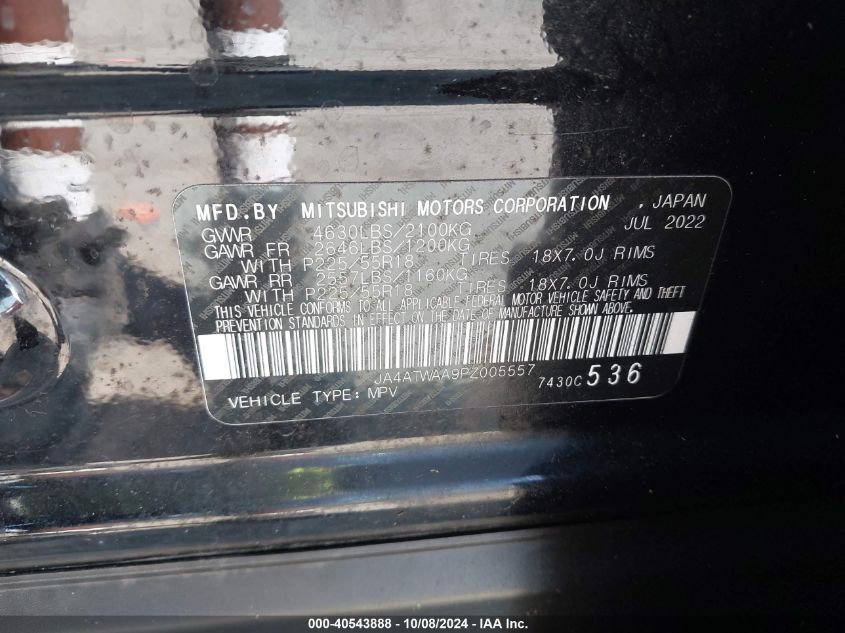 MFD.BY MITSUBISHI MOTORS CORPORATION . JAPAN
JUL 2022
GVWR 4630LBS/2100KG
GAWR FR 2646LBS/1200KG
WITH P225/55R18 TIRES 18X7.0J RIMS
GAWR RR 2557LBS/1160KG
WITH P225/55R18 TIRES 18X7.0J RIMS
THIS VEHICLE CONFORMS TO ALL APPLICABLE FEDERAL MOTOR VEHICLE SAFETY AND THEFT
PREVENTION STANDARDS IN EFFECT ON THE DATE OF MANUFACTURE SHOWN ABOVE.
JA4ATWAA9PZ005557
7430C 536
VEHICLE TYPE: MPV
000-40543888 - 10/08/2024 - IAA Inc.